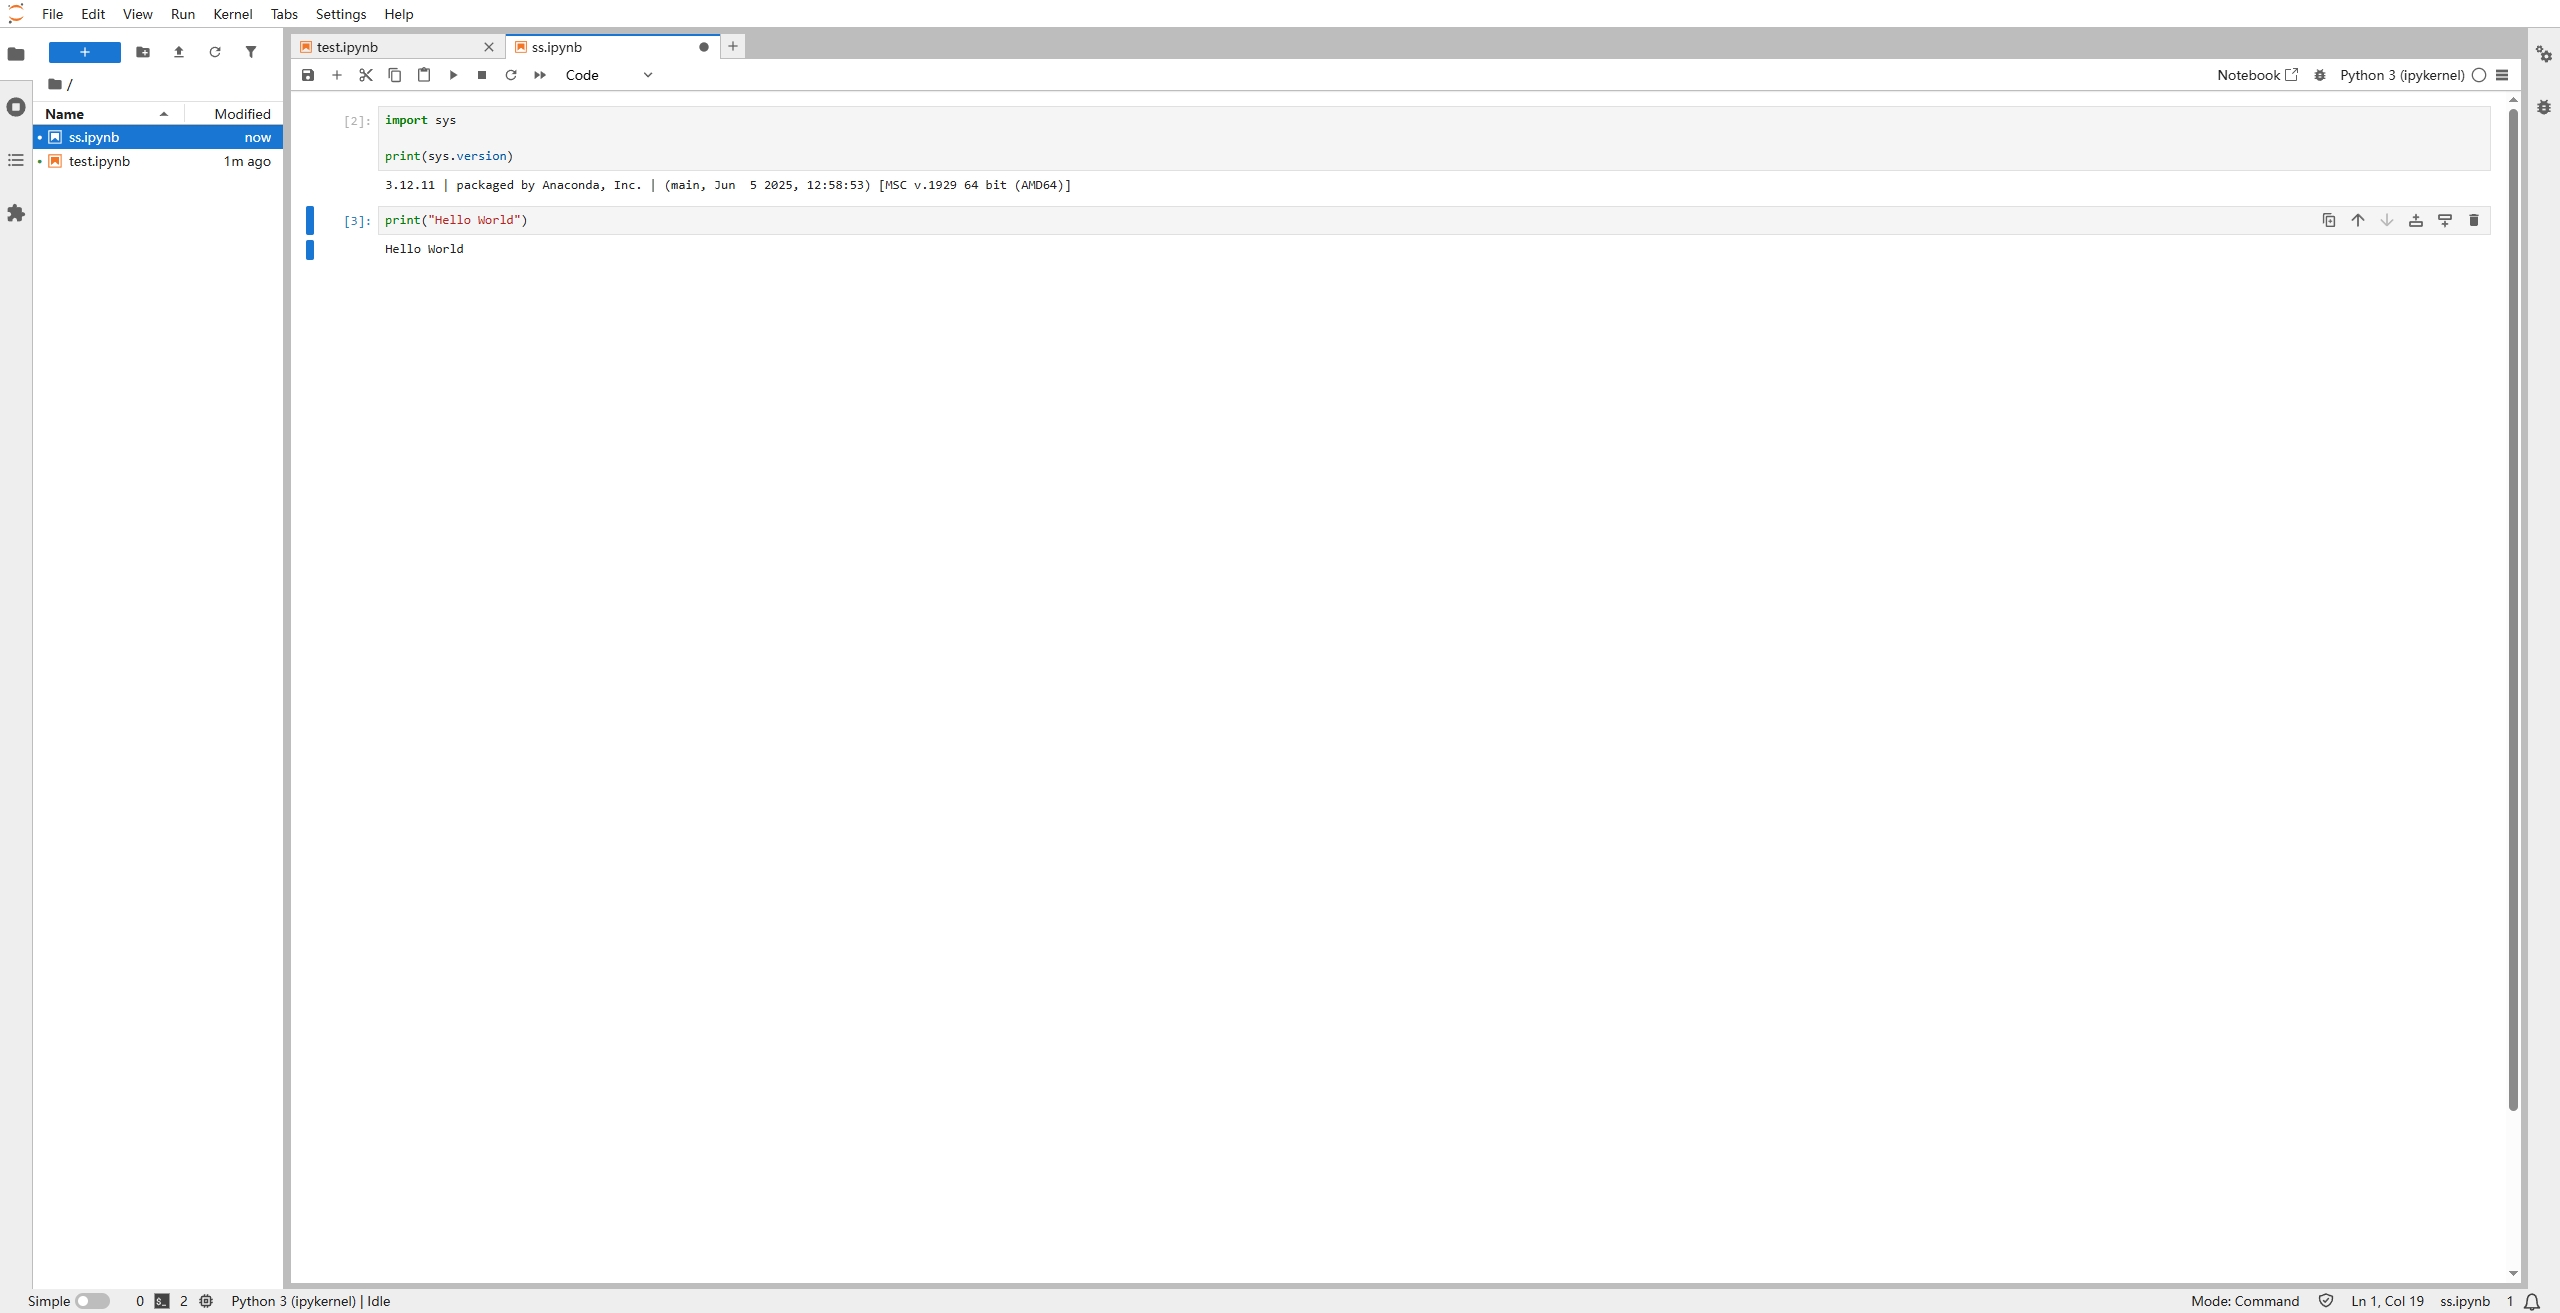 File Edit View Run Kernel Tabs Settings Help
/
Name Modified
ss.ipynb now
test.ipynb 1m ago
test.ipynb ss.ipynb
Code Notebook Python 3 (ipykernel)
[2]: import sys
print(sys.version)
3.12.11 | packaged by Anaconda, Inc. | (main, Jun  5 2025, 12:58:53) [MSC v.1929 64 bit (AMD64)]
[3]: print("Hello World")
Hello World
Simple 0 $_ 2 Python 3 (ipykernel) | Idle Mode: Command Ln 1, Col 19 ss.ipynb 1